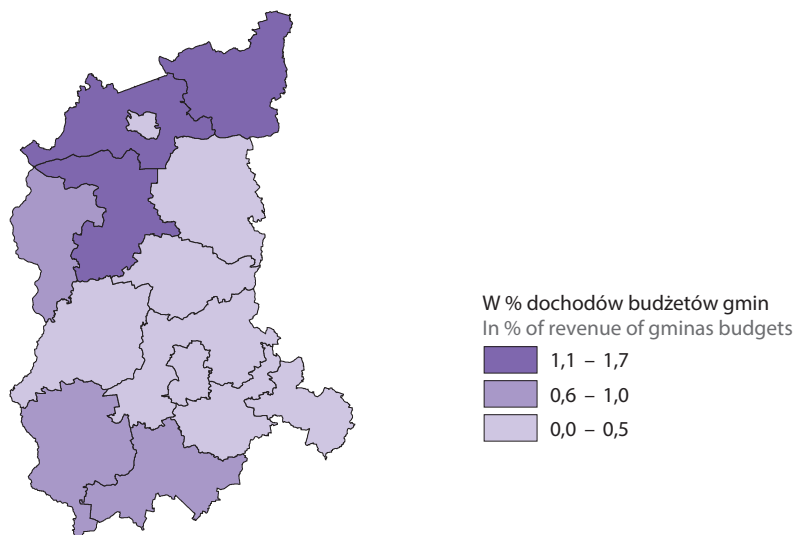 W % dochodów budżetów gmin
In % of revenue of gminas budgets
1,1 – 1,7
0,6 – 1,0
0,0 – 0,5